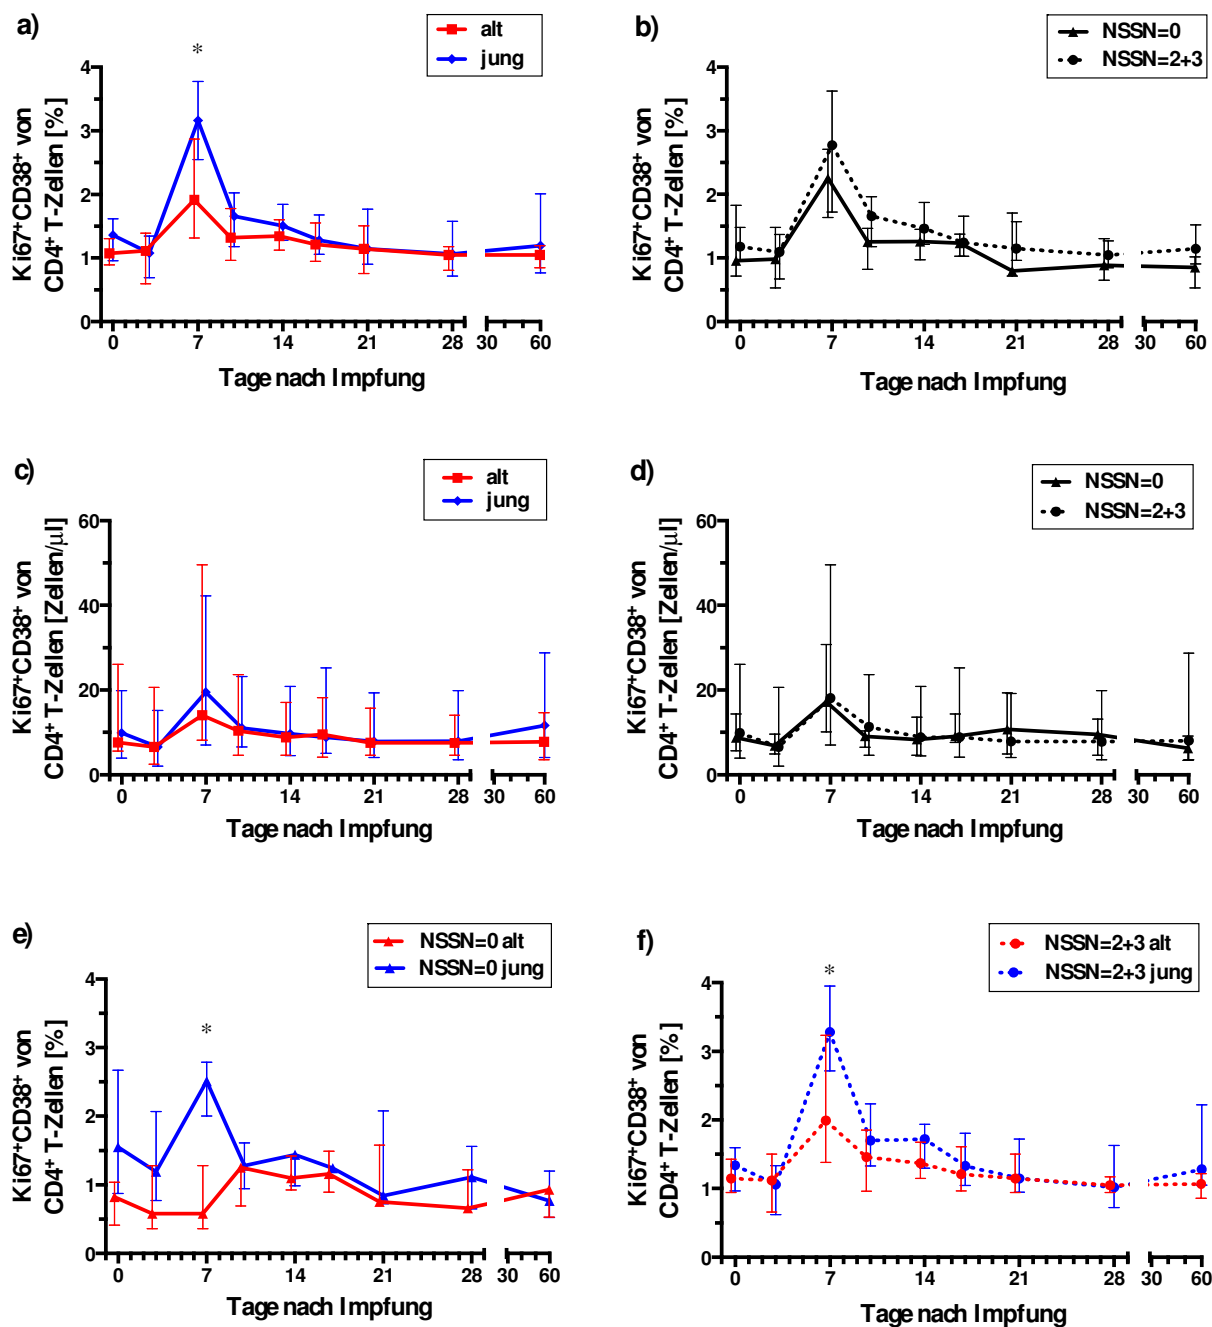 a)
alt
jung
*
Ki67⁺CD38⁺ von
CD4⁺ T-Zellen [%]
4
3
2
1
0
0 7 14 21 28 30 60
Tage nach Impfung
b)
NSSN=0
NSSN=2+3
Ki67⁺CD38⁺ von
CD4⁺ T-Zellen [%]
4
3
2
1
0
0 7 14 21 28 30 60
Tage nach Impfung
c)
alt
jung
Ki67⁺CD38⁺ von
CD4⁺ T-Zellen [Zellen/µl]
60
40
20
0
0 7 14 21 28 30 60
Tage nach Impfung
d)
NSSN=0
NSSN=2+3
Ki67⁺CD38⁺ von
CD4⁺ T-Zellen [Zellen/µl]
60
40
20
0
0 7 14 21 28 30 60
Tage nach Impfung
e)
NSSN=0 alt
NSSN=0 jung
*
Ki67⁺CD38⁺ von
CD4⁺ T-Zellen [%]
4
3
2
1
0
0 7 14 21 28 30 60
Tage nach Impfung
f)
NSSN=2+3 alt
NSSN=2+3 jung
*
Ki67⁺CD38⁺ von
CD4⁺ T-Zellen [%]
4
3
2
1
0
0 7 14 21 28 30 60
Tage nach Impfung